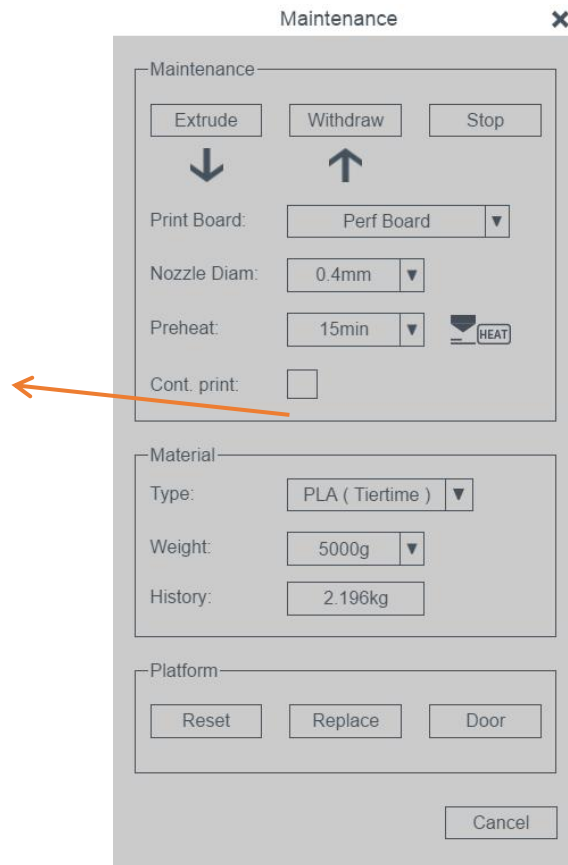 Maintenance
Maintenance
Extrude Withdraw Stop
Print Board: Perf Board
Nozzle Diam: 0.4mm
Preheat: 15min HEAT
Cont. print:
Material
Type: PLA ( Tiertime )
Weight: 5000g
History: 2.196kg
Platform
Reset Replace Door
Cancel